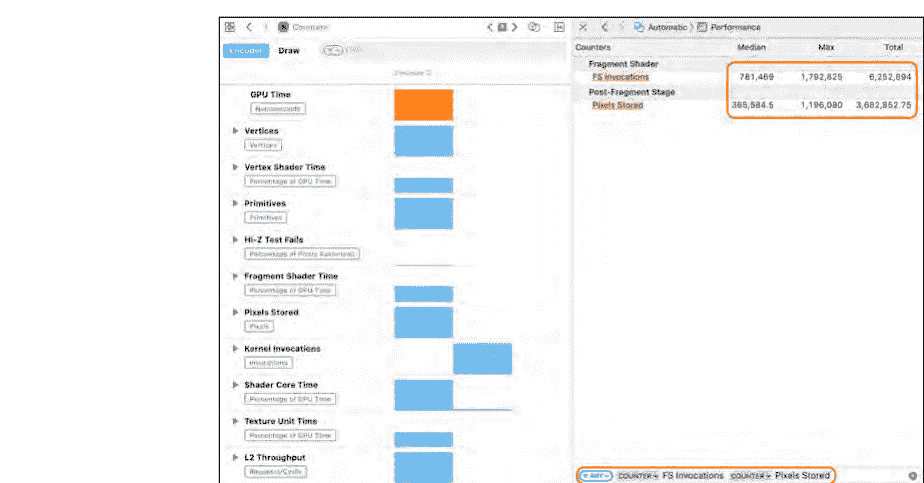 Counters
Automatic Performance
Encoder Draw
Counters Median Max Total
Fragment Shader
FS Invocations 781,469 1,792,825 6,252,894
Post-Fragment Stage
Pixels Stored 365,584.5 1,196,080 3,682,852.75
GPU Time
Nanoseconds
Vertices
Vertices
Vertex Shader Time
Percentage of GPU Time
Primitives
Primitives
Hi-Z Test Fails
Percentage of Pixels Rasterized
Fragment Shader Time
Percentage of GPU Time
Pixels Stored
Pixels
Kernel Invocations
Invocations
Shader Core Time
Percentage of GPU Time
Texture Unit Time
Percentage of GPU Time
L2 Throughput
Requests/Cycle
ANY COUNTER FS Invocations COUNTER Pixels Stored